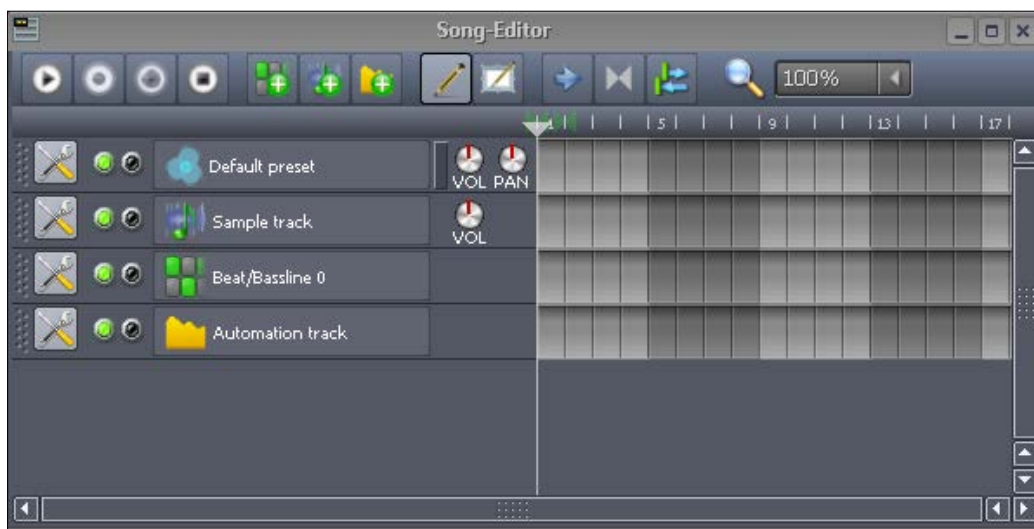 Song-Editor
100%
1 5 9 13 17
Default preset VOL PAN
Sample track VOL
Beat/Bassline 0
Automation track